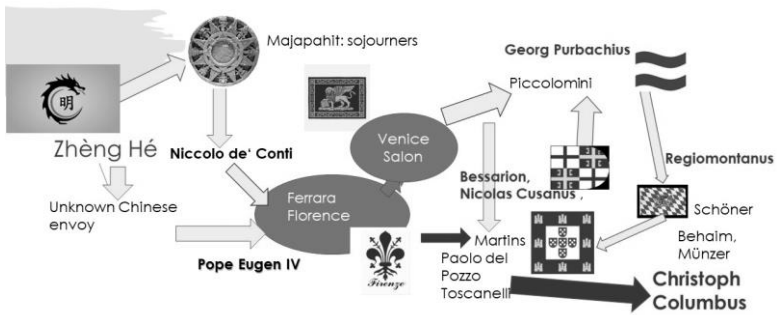 Majapahit: sojourners
明
Zhèng Hé
Niccolo de' Conti
Unknown Chinese
envoy
Pope Eugen IV
Ferrara
Florence
Firenze
Venice
Salon
Georg Purbachius
Piccolomini
Bessarion,
Nicolas Cusanus ,
Regiomontanus
Schöner
Behaim,
Münzer
Martins
Paolo del
Pozzo
Toscanelli
Christoph
Columbus